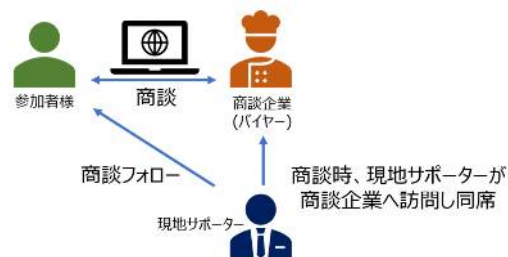 参加者様
商談
商談企業
(バイヤー)
商談フォロー
商談時、現地サポーターが
商談企業へ訪問し同席
現地サポーター